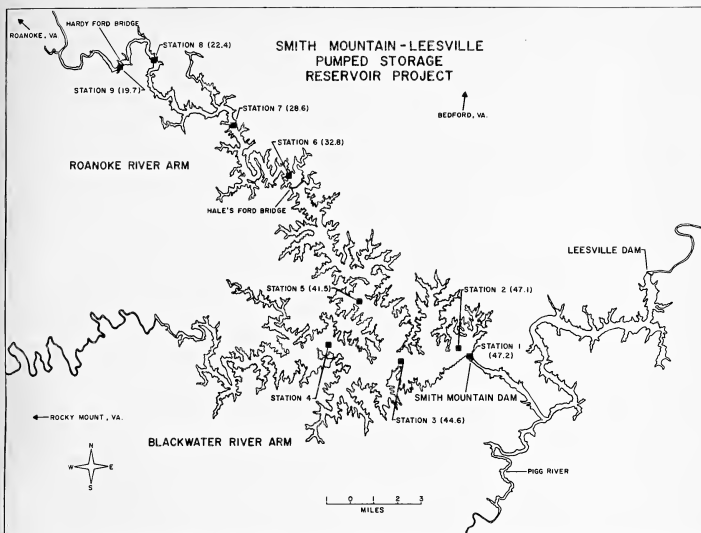 HARDY FORD BRIDGE
ROANOKE, VA
STATION 8 (22.4)
SMITH MOUNTAIN-LEESVILLE
PUMPED STORAGE
RESERVOIR PROJECT
STATION 9 (19.7)
STATION 7 (28.6)
BEDFORD, VA.
STATION 6 (32.8)
ROANOKE RIVER ARM
HALE'S FORD BRIDGE
LEESVILLE DAM
STATION 5 (41.5)
STATION 2 (47.1)
STATION 1
(47.2)
STATION 4
SMITH MOUNTAIN DAM
ROCKY MOUNT, VA.
STATION 3 (44.6)
BLACKWATER RIVER ARM
N
W E
S
PIGG RIVER
1 0 1 2 3
MILES